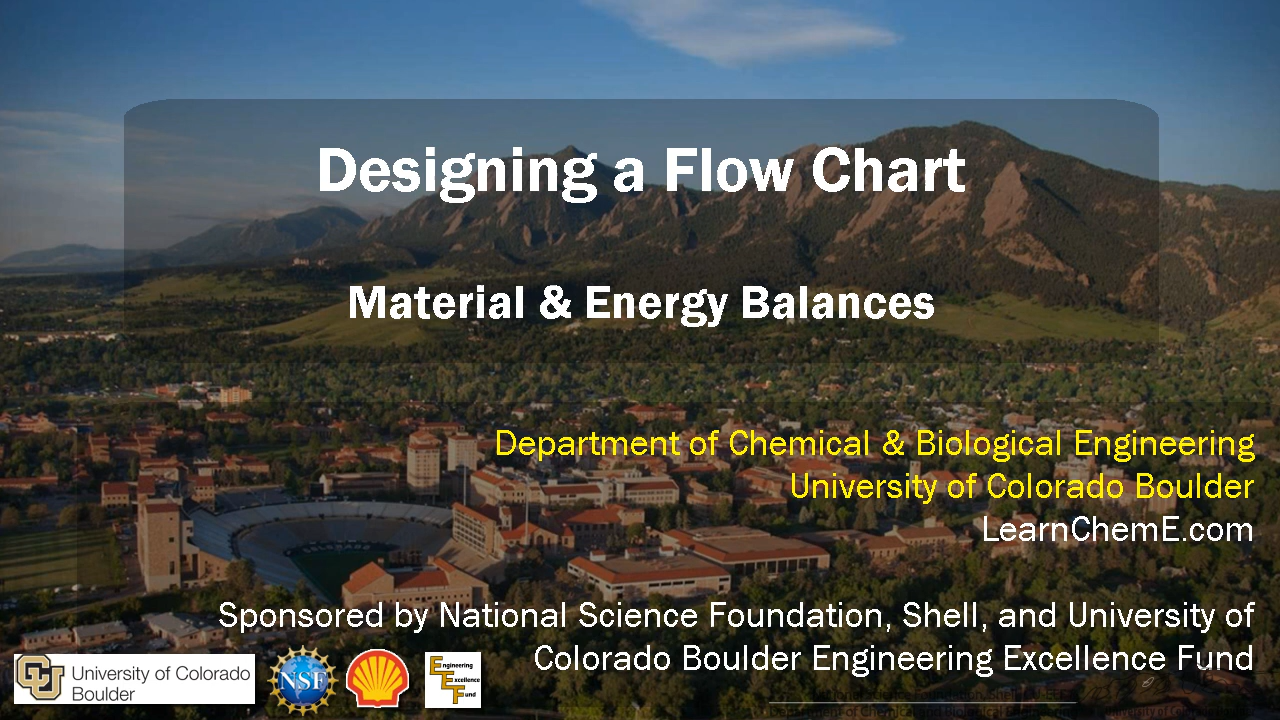 Designing a Flow Chart
Material & Energy Balances
Department of Chemical & Biological Engineering
University of Colorado Boulder
LearnChemE.com
Sponsored by National Science Foundation, Shell, and University of
Colorado Boulder Engineering Excellence Fund
CU
University of Colorado
Boulder
NSF
Engineering
Excellence
Fund